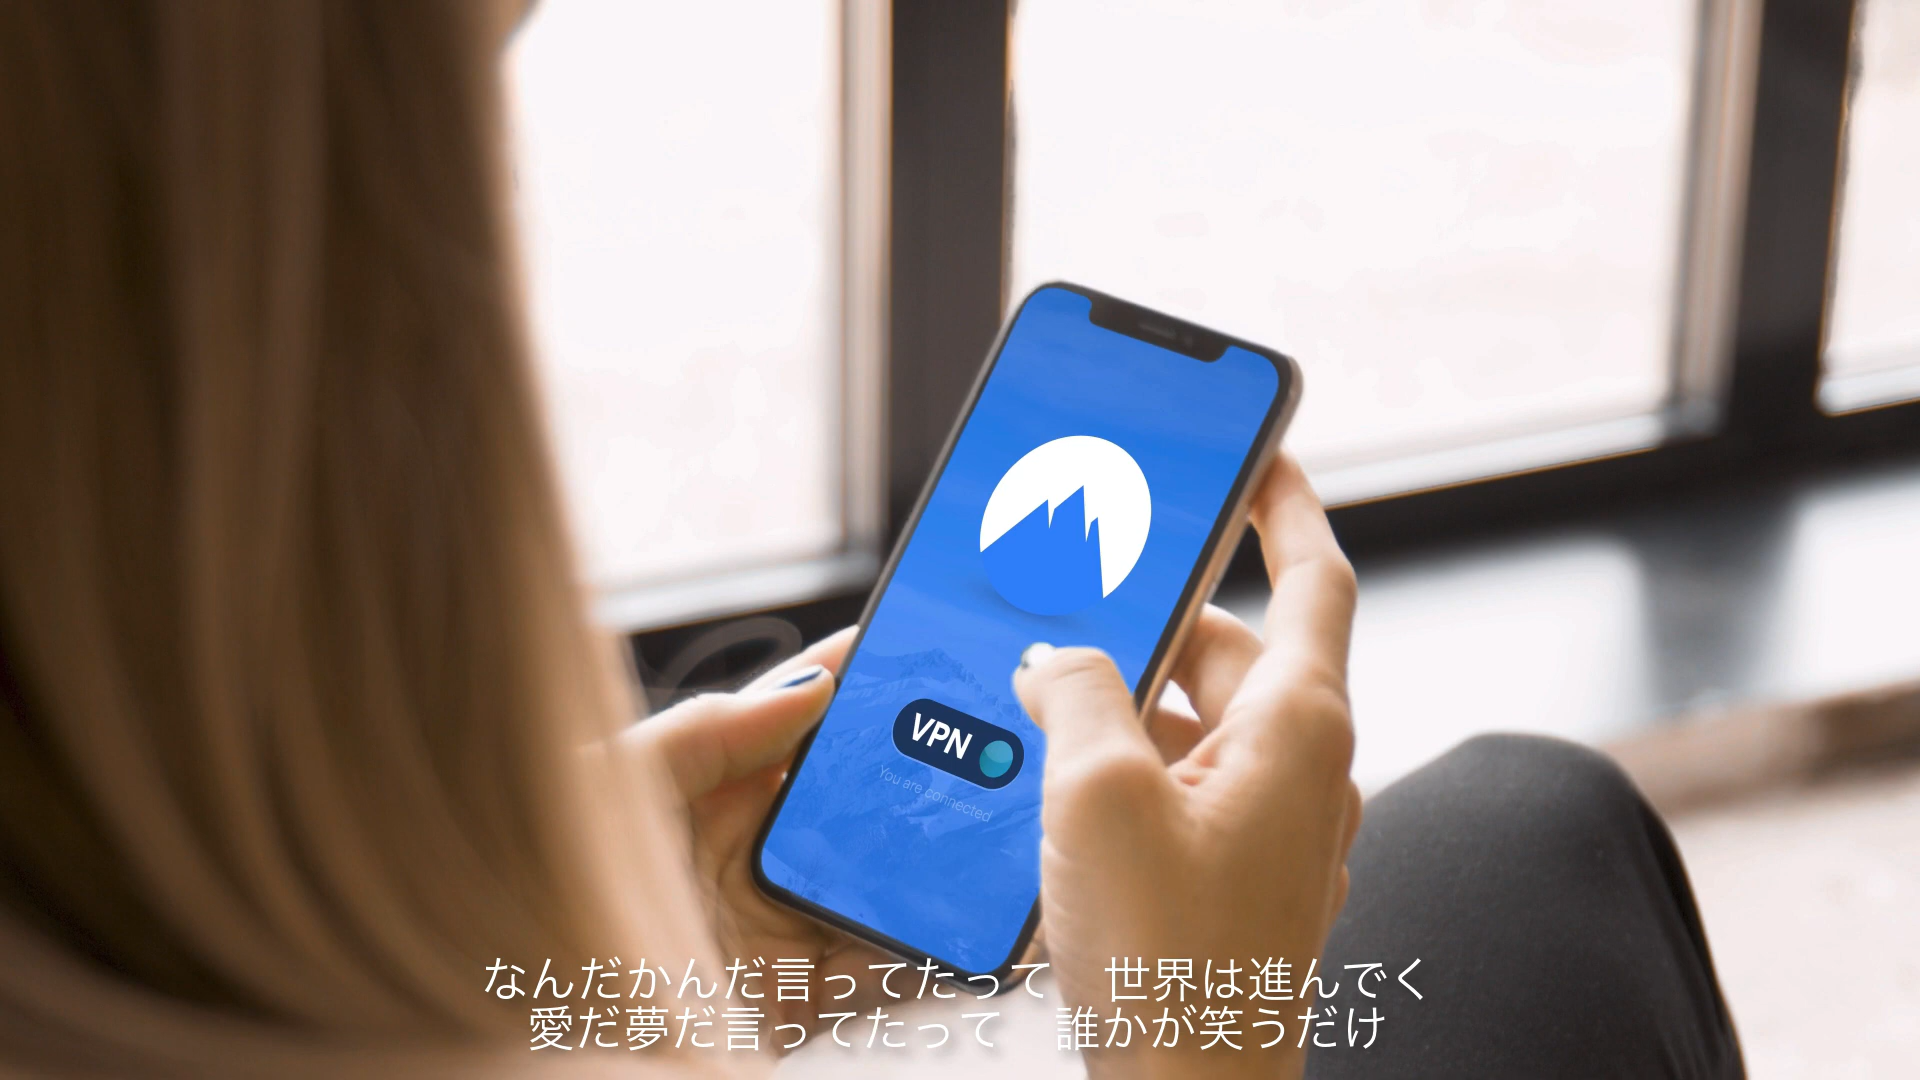 VPN
You are connected
なんだかんだ言ってたって　世界は進んでく
愛だ夢だ言ってたって　誰かが笑うだけ